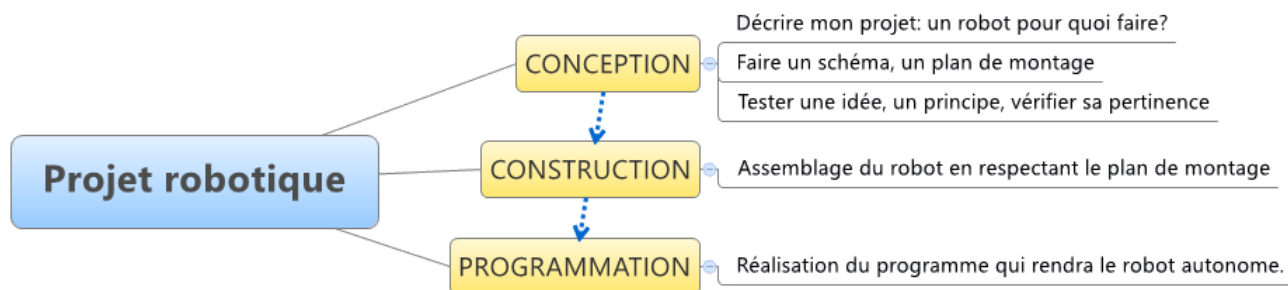 Projet robotique
CONCEPTION
Décrire mon projet: un robot pour quoi faire?
Faire un schéma, un plan de montage
Tester une idée, un principe, vérifier sa pertinence
CONSTRUCTION
Assemblage du robot en respectant le plan de montage
PROGRAMMATION
Réalisation du programme qui rendra le robot autonome.